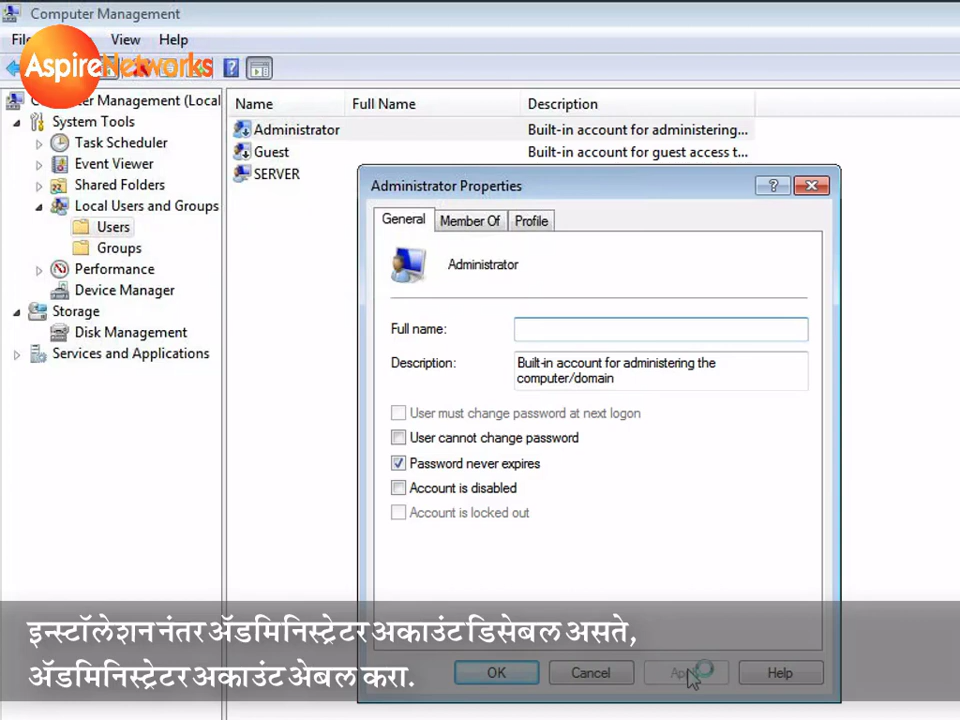 Computer Management
View Help
AspireNetworks
Name Full Name Description
Computer Management (Local
System Tools
Task Scheduler
Event Viewer
Shared Folders
Local Users and Groups
Users
Groups
Performance
Device Manager
Storage
Disk Management
Services and Applications
Administrator Built-in account for administering...
Guest Built-in account for guest access t...
SERVER
Administrator Properties
General Member Of Profile
Administrator
Full name:
Description: Built-in account for administering the
computer/domain
User must change password at next logon
User cannot change password
Password never expires
Account is disabled
Account is locked out
OK Cancel Help
इन्स्टॉलेशन नंतर ॲडमिनिस्ट्रेटर अकाउंट डिसेबल असते,
ॲडमिनिस्ट्रेटर अकाउंट अेबल करा.